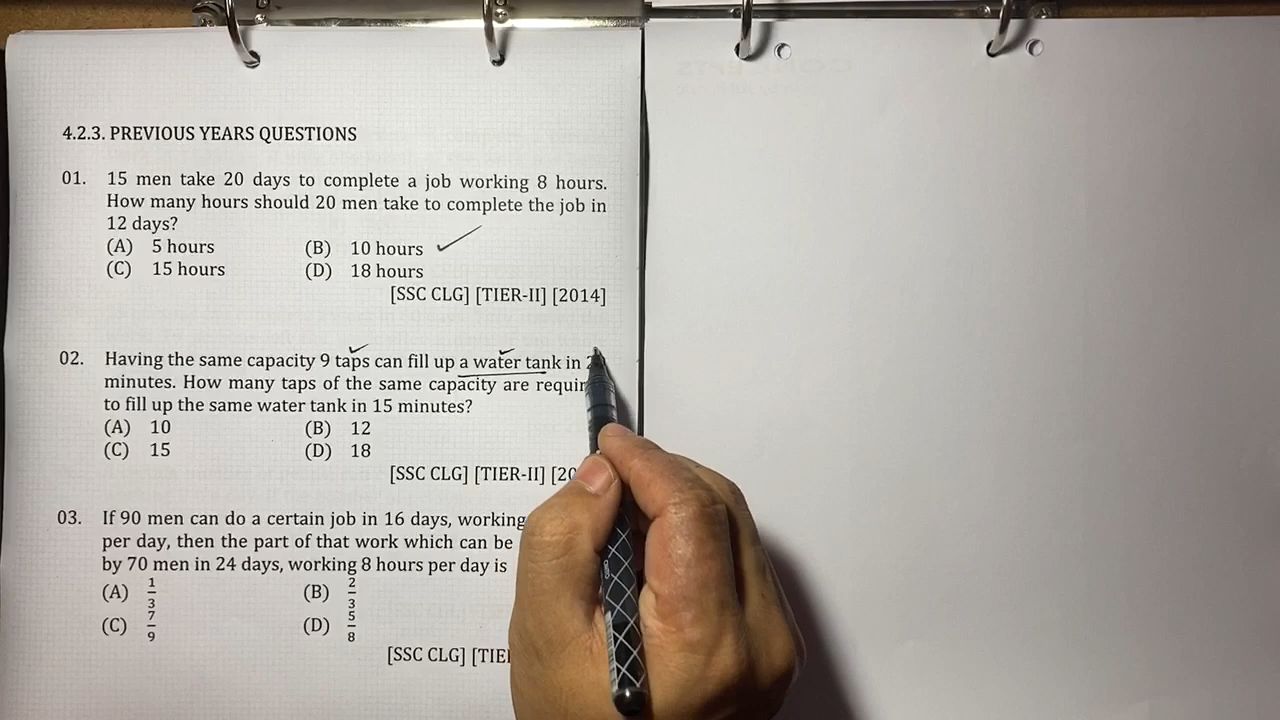 4.2.3. PREVIOUS YEARS QUESTIONS
01. 15 men take 20 days to complete a job working 8 hours.
How many hours should 20 men take to complete the job in
12 days?
(A) 5 hours (B) 10 hours
(C) 15 hours (D) 18 hours
[SSC CLG] [TIER-II] [2014]
02. Having the same capacity 9 taps can fill up a water tank in
minutes. How many taps of the same capacity are
to fill up the same water tank in 15 minutes?
(A) 10 (B) 12
(C) 15 (D) 18
[SSC CLG] [TIER-II]
03. If 90 men can do a certain job in 16 days, working
per day, then the part of that work which can be
by 70 men in 24 days, working 8 hours per day is
(A) 1/3 (B) 2/3
(C) 7/9 (D) 5/8
[SSC CLG]